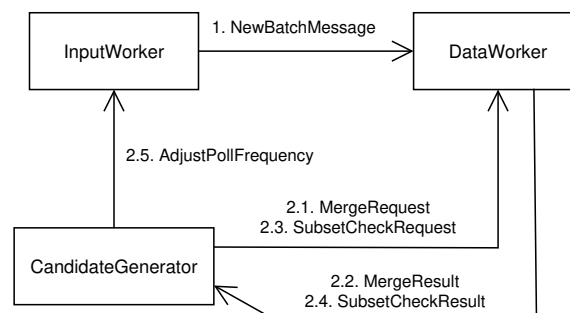 1. NewBatchMessage
InputWorker
DataWorker
2.5. AdjustPollFrequency
2.1. MergeRequest
2.3. SubsetCheckRequest
CandidateGenerator
2.2. MergeResult
2.4. SubsetCheckResult